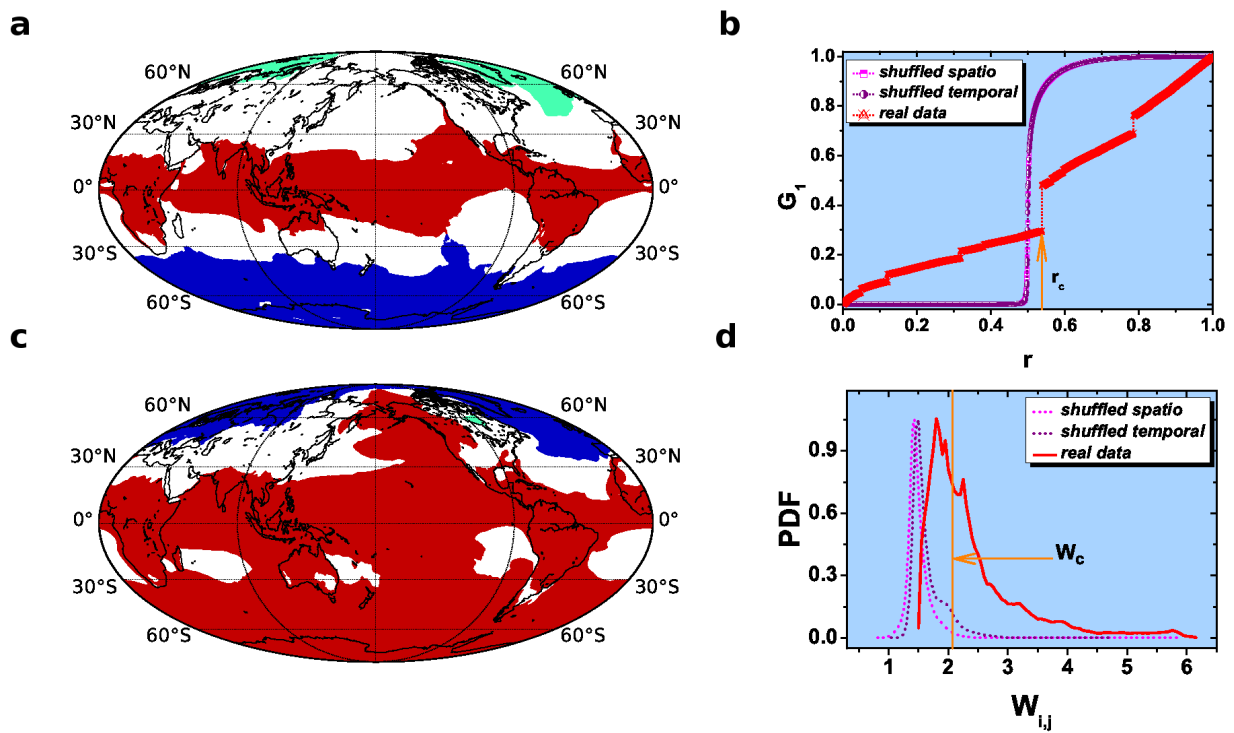 a
60°N
60°N
30°N
30°N
0°
0°
30°S
30°S
60°S
60°S
b
1.0
0.8
0.6
0.4
0.2
0.0
G1
shuffled spatio
shuffled temporal
real data
rc
0.0 0.2 0.4 0.6 0.8 1.0
r
c
60°N
60°N
30°N
30°N
0°
0°
30°S
30°S
60°S
60°S
d
0.9
0.6
0.3
0.0
PDF
shuffled spatio
shuffled temporal
real data
Wc
1 2 3 4 5 6
Wi,j